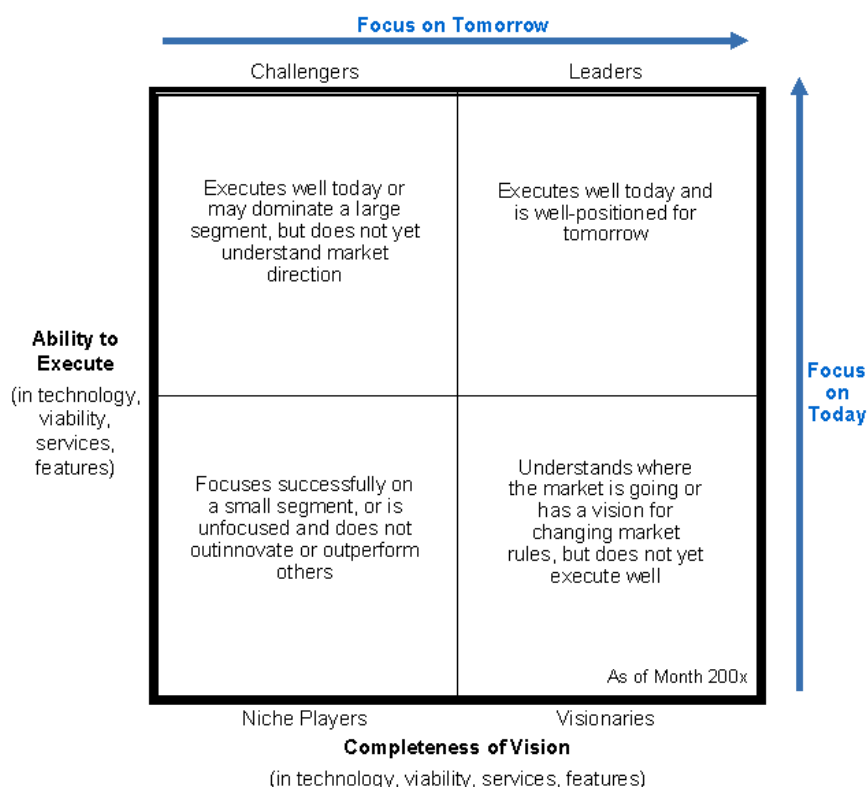 Focus on Tomorrow
Challengers
Leaders
Executes well today or
may dominate a large
segment, but does not yet
understand market
direction
Executes well today and
is well-positioned for
tomorrow
Ability to
Execute
(in technology,
viability,
services,
features)
Focus
on
Today
Focuses successfully on
a small segment, or is
unfocused and does not
outinnovate or outperform
others
Understands where
the market is going or
has a vision for
changing market
rules, but does not yet
execute well
As of Month 200x
Niche Players
Visionaries
Completeness of Vision
(in technology, viability, services, features)